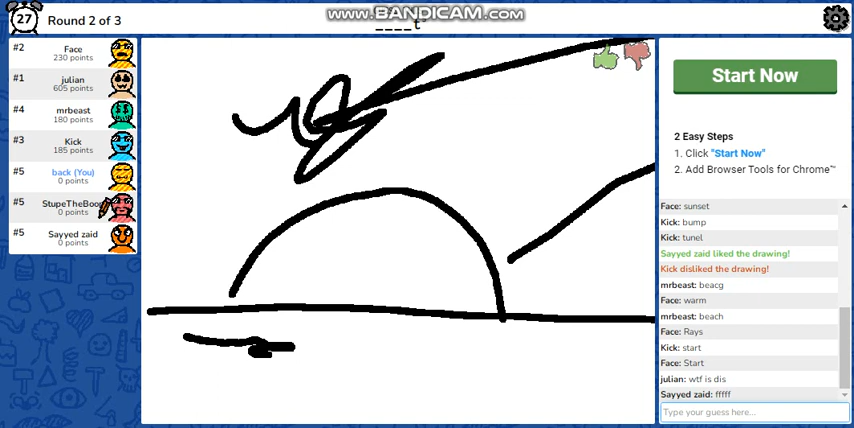 www.BANDICAM.com
27 Round 2 of 3
____t
#2 Face
230 points
#1 julian
605 points
#4 mrbeast
180 points
#3 Kick
185 points
#5 back (You)
0 points
#5 StupeTheBoo
0 points
#5 Sayyed zaid
0 points
Start Now
2 Easy Steps
1. Click "Start Now"
2. Add Browser Tools for Chrome™
Face: sunset
Kick: bump
Kick: tunel
Sayyed zaid liked the drawing!
Kick disliked the drawing!
mrbeast: beacg
Face: warm
mrbeast: beach
Face: Rays
Kick: start
Face: Start
julian: wtf is dis
Sayyed zaid: fffff
Type your guess here...